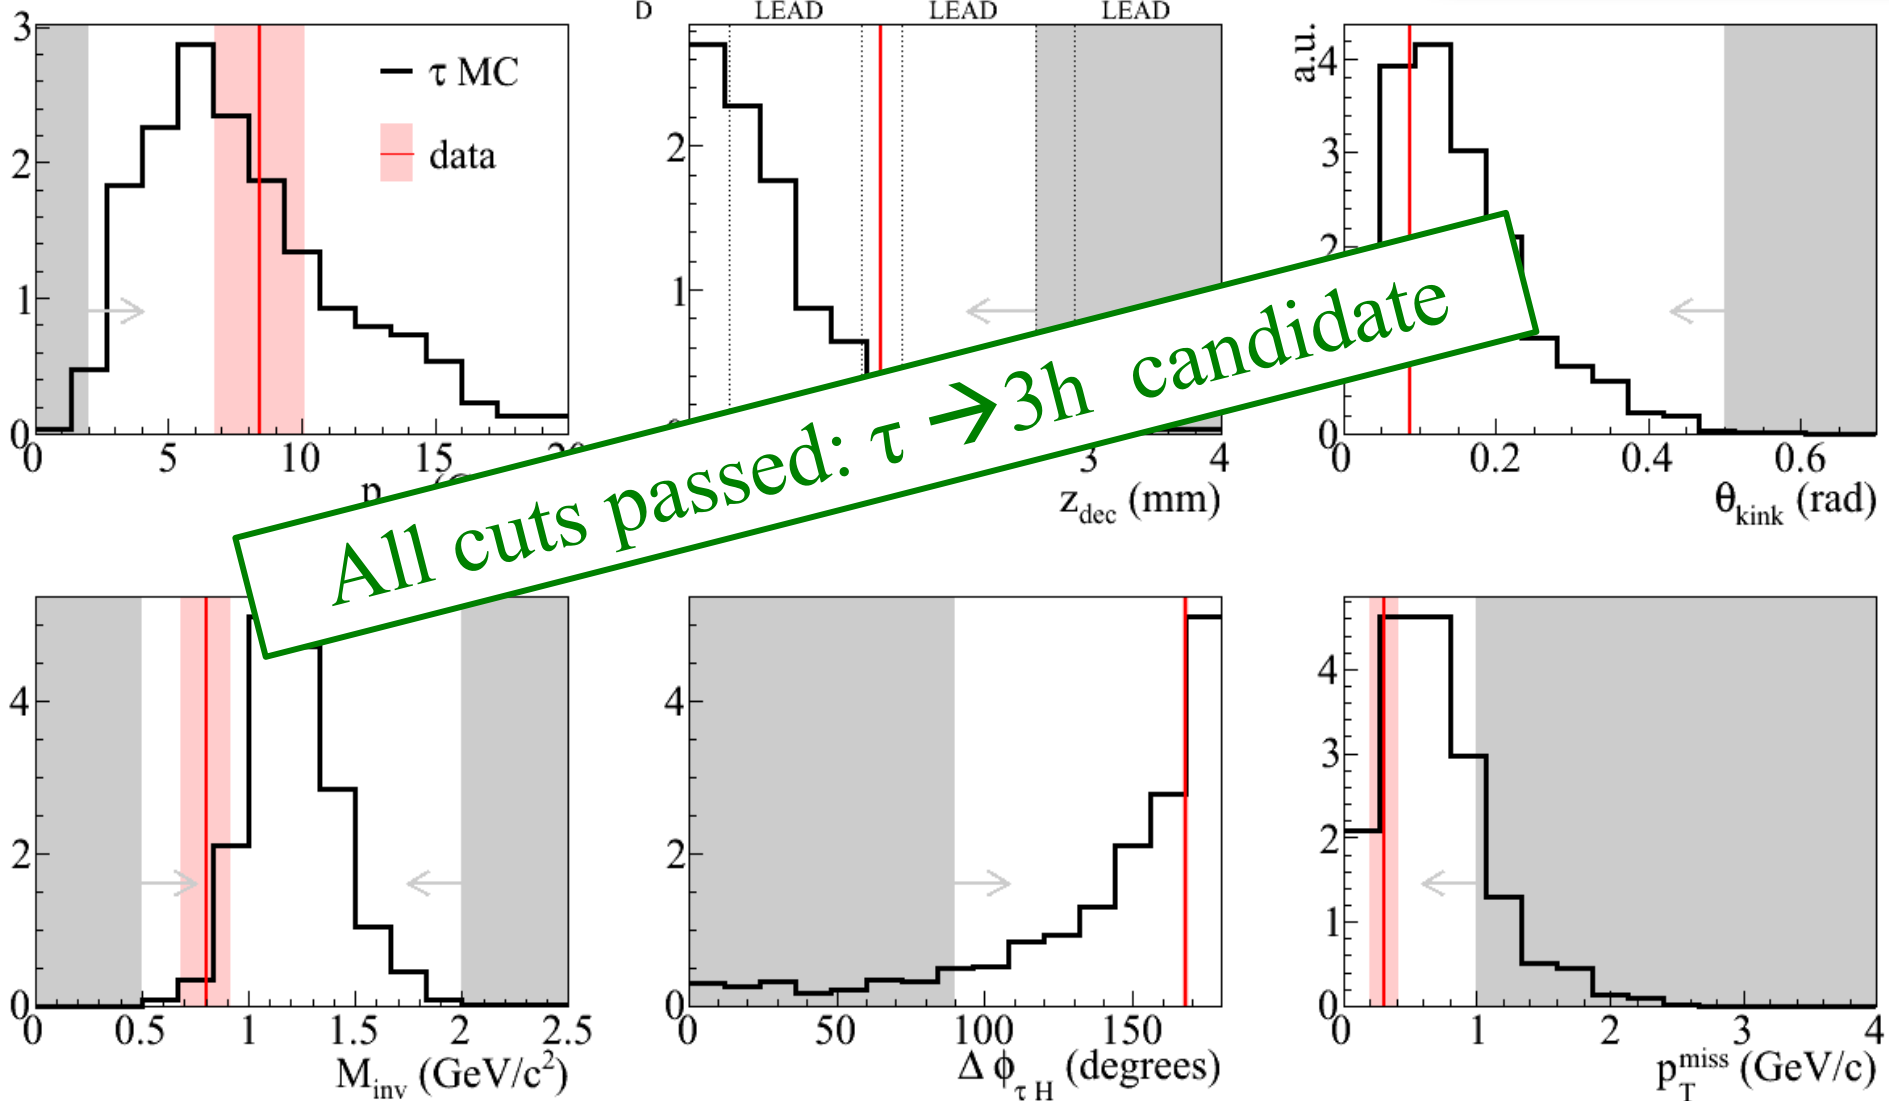 D LEAD LEAD LEAD
3
2
1
0
0 5 10 15
τ MC
data
2
1
3 4
z_dec (mm)
a.u.
4
3
2
0
0 0.2 0.4 0.6
θ_kink (rad)
All cuts passed: τ →3h candidate
4
2
0
0 0.5 1 1.5 2 2.5
M_inv (GeV/c²)
4
2
0
0 50 100 150
Δ ϕ_τ H (degrees)
4
3
2
1
0
0 1 2 3 4
p_T^miss (GeV/c)